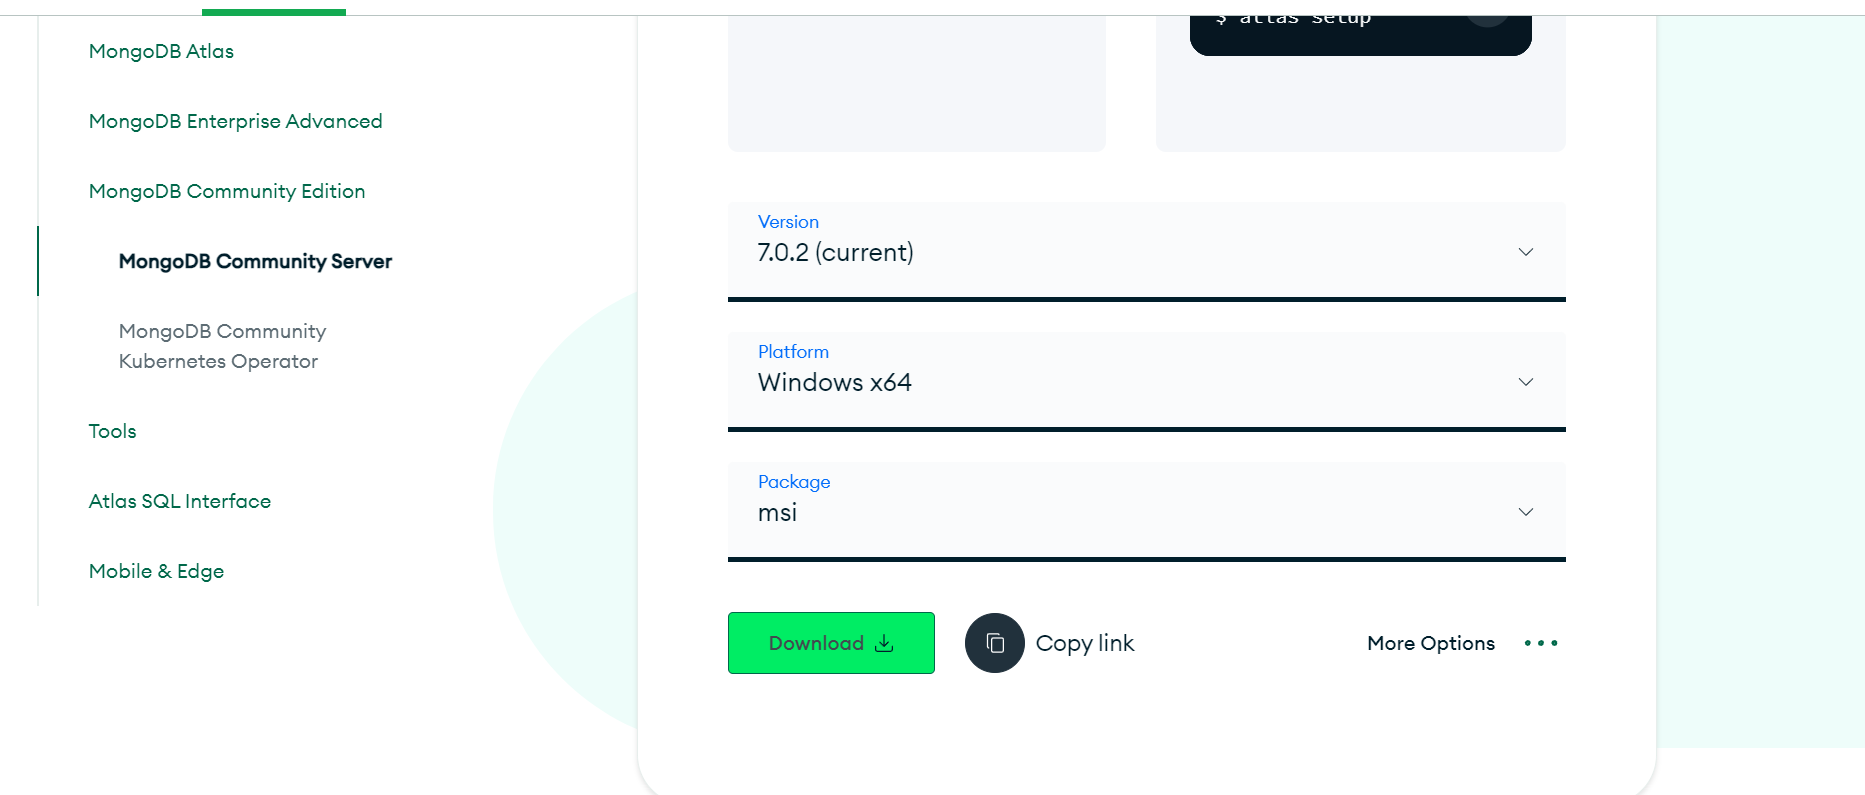 $ atlas setup
MongoDB Atlas
MongoDB Enterprise Advanced
MongoDB Community Edition
MongoDB Community Server
MongoDB Community
Kubernetes Operator
Tools
Atlas SQL Interface
Mobile & Edge
Version
7.0.2 (current)
Platform
Windows x64
Package
msi
Download
Copy link
More Options